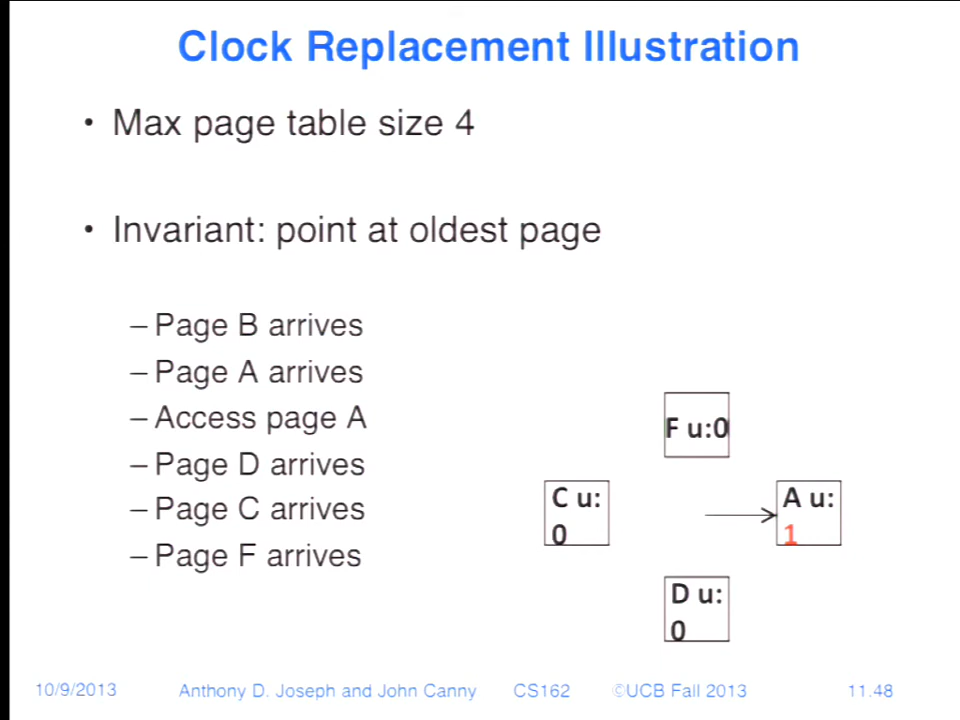 Clock Replacement Illustration
• Max page table size 4
• Invariant: point at oldest page
– Page B arrives
– Page A arrives
– Access page A
– Page D arrives
– Page C arrives
– Page F arrives
F u:0
C u:
0
A u:
1
D u:
0
10/9/2013 Anthony D. Joseph and John Canny CS162 ©UCB Fall 2013 11.48